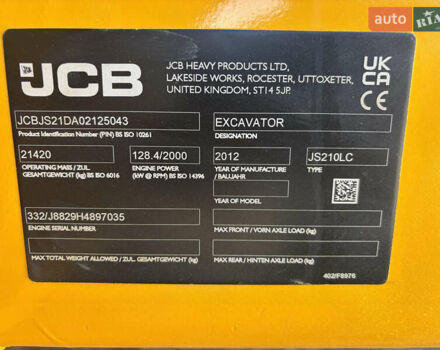 auto RIA
JCB
JCB HEAVY PRODUCTS LTD,
LAKESIDE WORKS, ROCESTER, UTTOXETER,
UNITED KINGDOM, ST14 5JP.
UK
CA
CE
JCBJS21DA02125043
Product Identification Number (PIN) BS ISO 10261
EXCAVATOR
DESIGNATION
21420
OPERATING MASS / ZUL.
GESAMTGEWICHT (kg) BS ISO 6016
128.4/2000
ENGINE POWER
(kW @ RPM) BS ISO 14396
2012
YEAR OF MANUFACTURE
/ BAUJAHR
JS210LC
TYPE
YEAR OF MODEL
332/J8829H4897035
ENGINE SERIAL NUMBER
MAX FRONT / VORN AXLE LOAD (kg)
MAX TOTAL WEIGHT ALLOWED / ZUL. GESAMTGEWICHT (kg)
MAX REAR / HINTEN AXLE LOAD (kg)
402/F8976